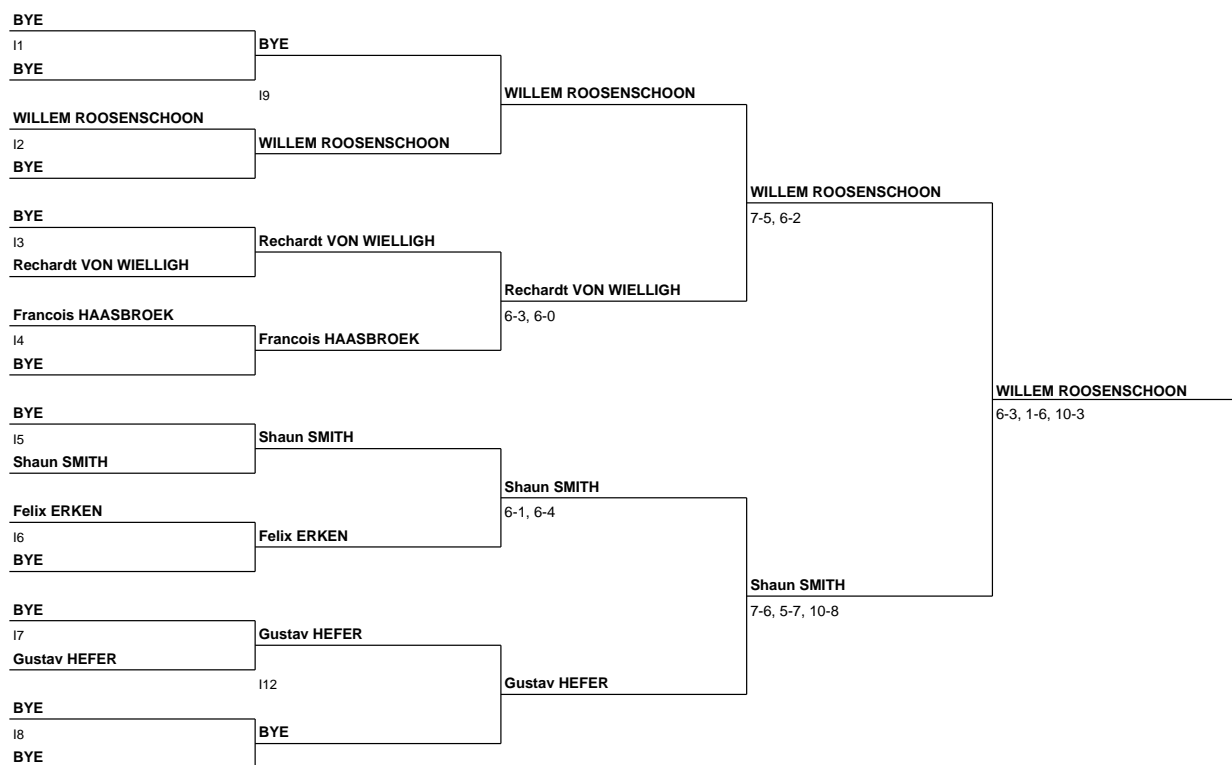 BYE
I1
BYE
BYE
I9
WILLEM ROOSENSCHOON
WILLEM ROOSENSCHOON
I2
WILLEM ROOSENSCHOON
BYE
WILLEM ROOSENSCHOON
7-5, 6-2
BYE
I3
Rechardt VON WIELLIGH
Rechardt VON WIELLIGH
Rechardt VON WIELLIGH
6-3, 6-0
Francois HAASBROEK
I4
Francois HAASBROEK
BYE
WILLEM ROOSENSCHOON
6-3, 1-6, 10-3
BYE
I5
Shaun SMITH
Shaun SMITH
Shaun SMITH
6-1, 6-4
Felix ERKEN
I6
Felix ERKEN
BYE
Shaun SMITH
7-6, 5-7, 10-8
BYE
I7
Gustav HEFER
Gustav HEFER
I12
Gustav HEFER
BYE
I8
BYE
BYE